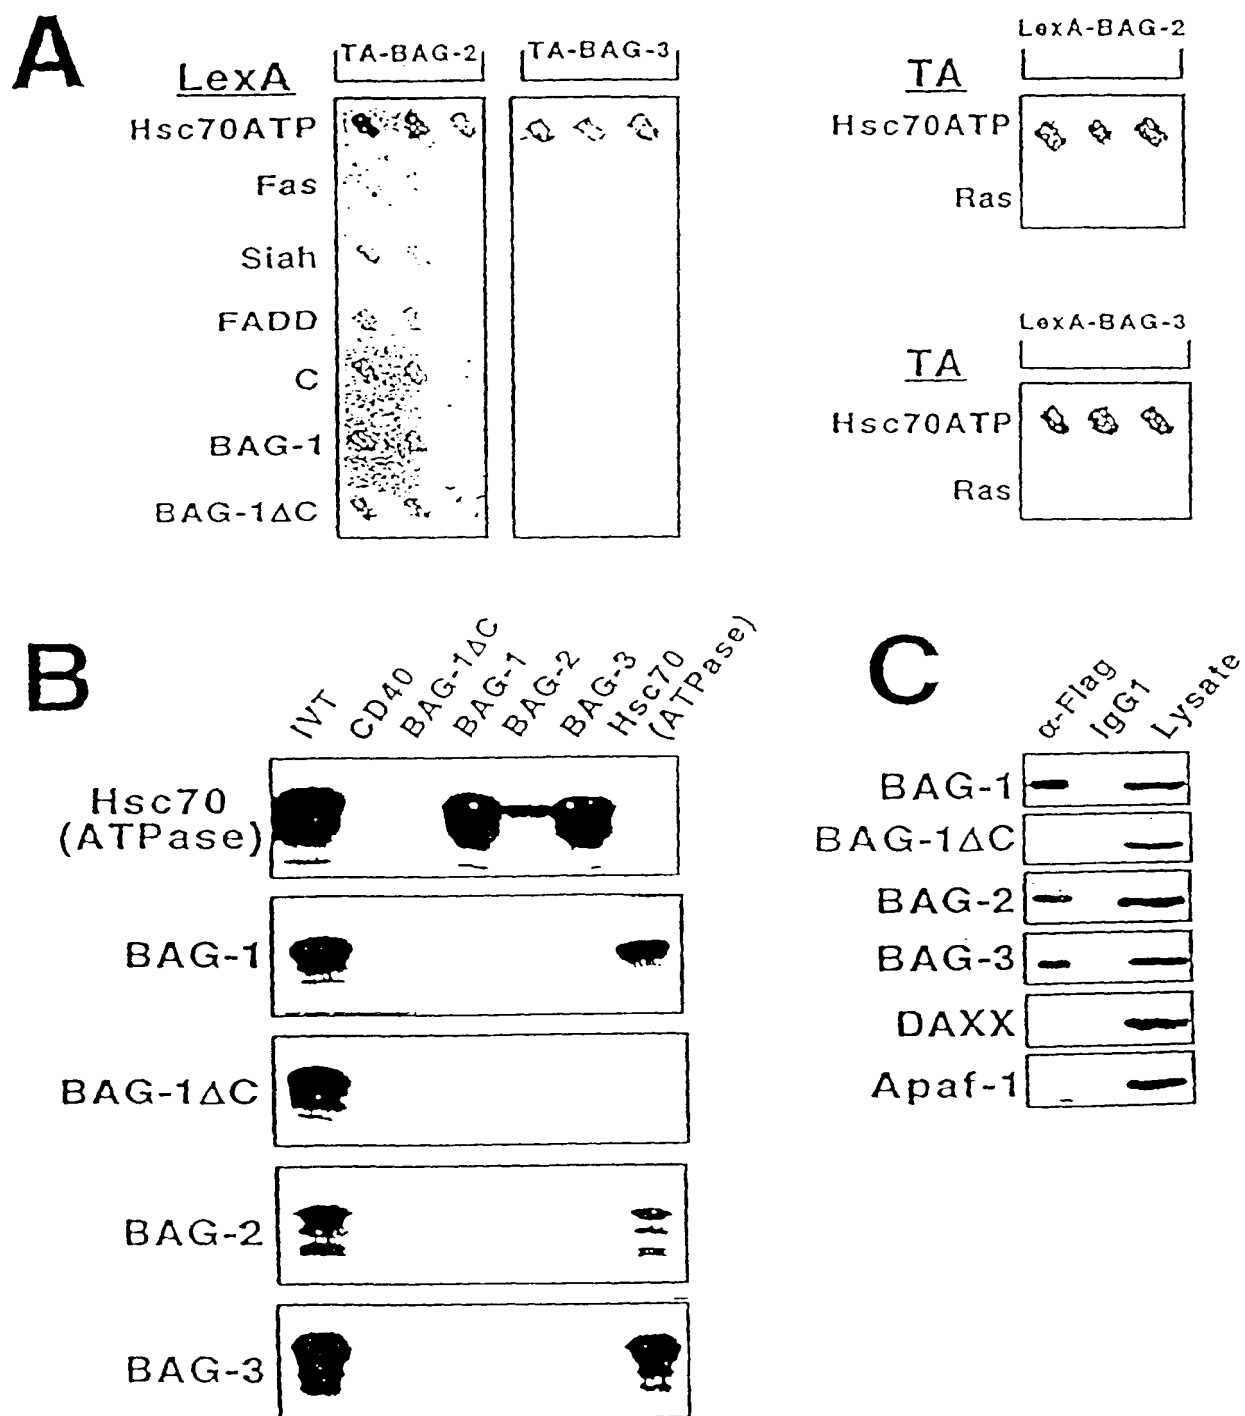 A
LexA
TA-BAG-2
TA-BAG-3
Hsc70ATP
Fas
Siah
FADD
C
BAG-1
BAG-1ΔC
LexA-BAG-2
TA
Hsc70ATP
Ras
LexA-BAG-3
TA
Hsc70ATP
Ras
B
IVT
CD40
BAG-1ΔC
BAG-1
BAG-2
BAG-3
Hsc70
(ATPase)
Hsc70
(ATPase)
BAG-1
BAG-1ΔC
BAG-2
BAG-3
C
α-Flag
IgG1
Lysate
BAG-1
BAG-1ΔC
BAG-2
BAG-3
DAXX
Apaf-1